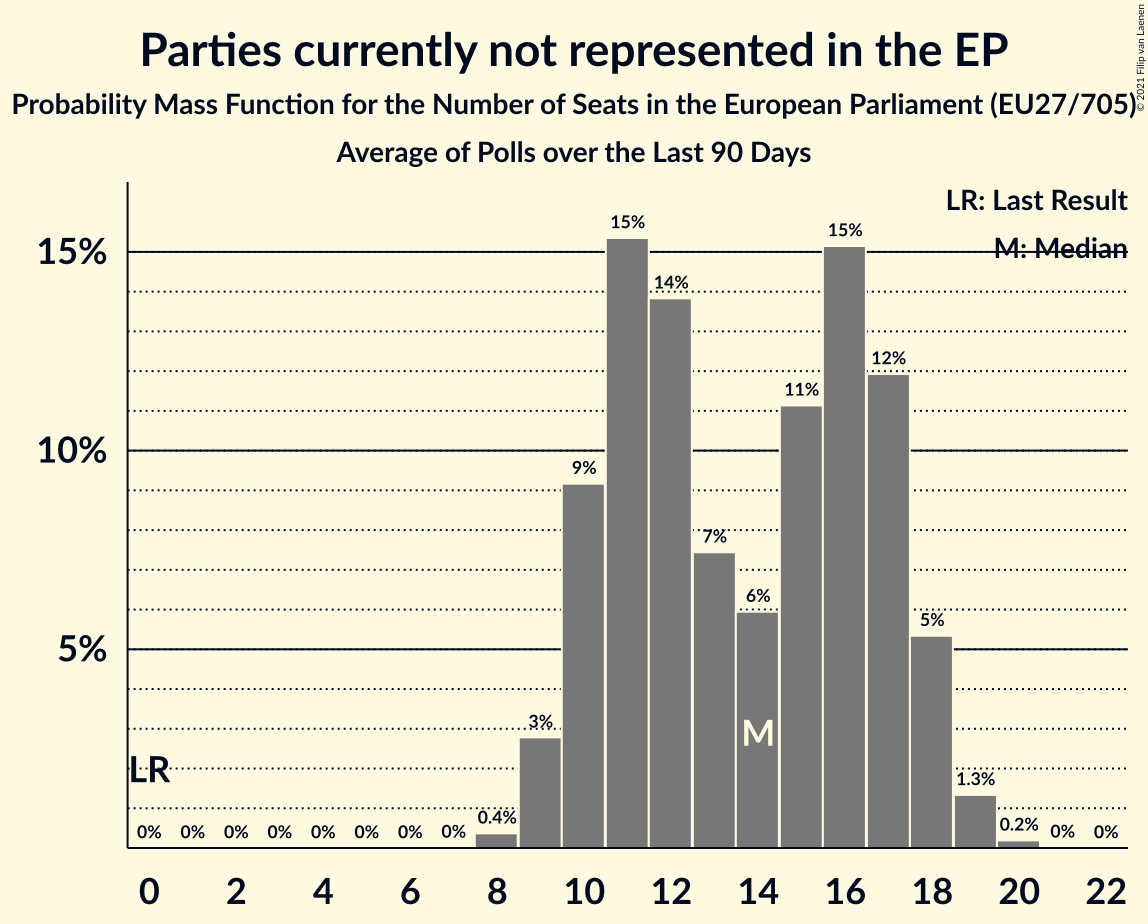 Parties currently not represented in the EP
Probability Mass Function for the Number of Seats in the European Parliament (EU27/705)
Average of Polls over the Last 90 Days
© 2021 Filip van Laenen
LR: Last Result
M: Median
15%
10%
5%
0% 0% 0% 0% 0% 0% 0% 0% 0.4% 3% 9% 15% 14% 7% 6% 11% 15% 12% 5% 1.3% 0.2% 0% 0%
LR
M
0 2 4 6 8 10 12 14 16 18 20 22